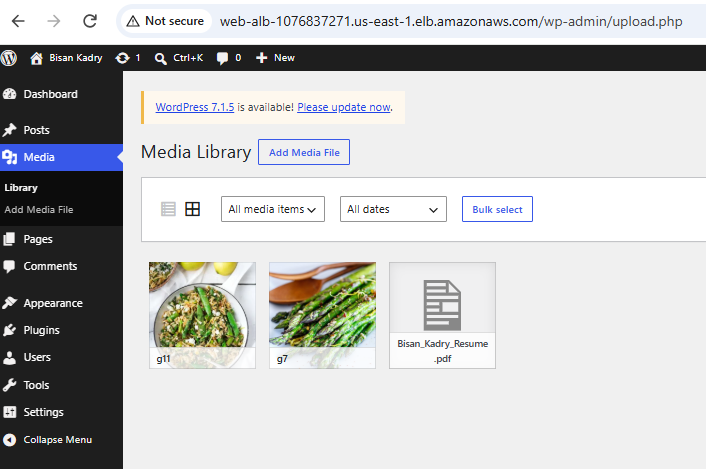 Not secure web-alb-1076837271.us-east-1.elb.amazonaws.com/wp-admin/upload.php
Bisan Kadry 1 Ctrl+K 0 New
Dashboard
Posts
Media
Library
Add Media File
Pages
Comments
Appearance
Plugins
Users
Tools
Settings
Collapse Menu
WordPress 7.1.5 is available! Please update now.
Media Library Add Media File
All media items All dates Bulk select
g11 g7 Bisan_Kadry_Resume
.pdf